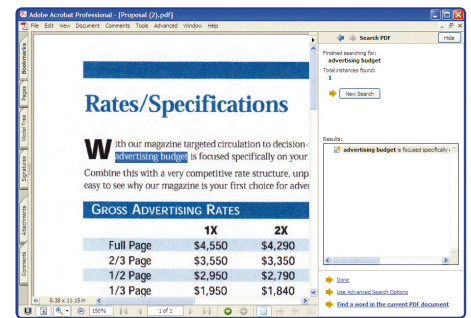 Adobe Acrobat Professional - [Proposal (2).pdf]
File Edit View Document Comments Tools Advanced Window Help
Bookmarks
Pages
Model Tree
Signatures
Attachments
Comments
Rates/Specifications
With our magazine targeted circulation to decision-
advertising budget is focused specifically on your
Combine this with a very competitive rate structure, unp
easy to see why our magazine is your first choice for adver
GROSS ADVERTISING RATES
1X 2X
Full Page $4,550 $4,290
2/3 Page $3,550 $3,350
1/2 Page $2,950 $2,790
1/3 Page $1,950 $1,840
8.38 x 11.15 in
150%
1 of 1
Search PDF
Hide
Finished searching for:
advertising budget
Total instances found:
1
New Search
Results:
advertising budget is focused specifically
Done
Use Advanced Search Options
Find a word in the current PDF document